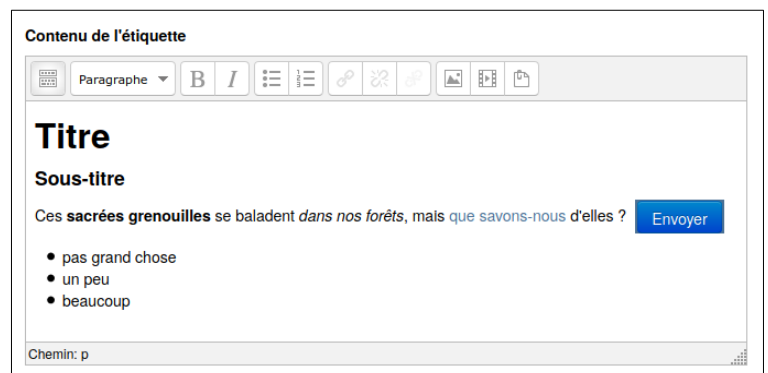 Contenu de l'étiquette
Paragraphe B I
Titre
Sous-titre
Ces sacrées grenouilles se baladent dans nos forêts, mais que savons-nous d'elles ? Envoyer
pas grand chose
un peu
beaucoup
Chemin: p